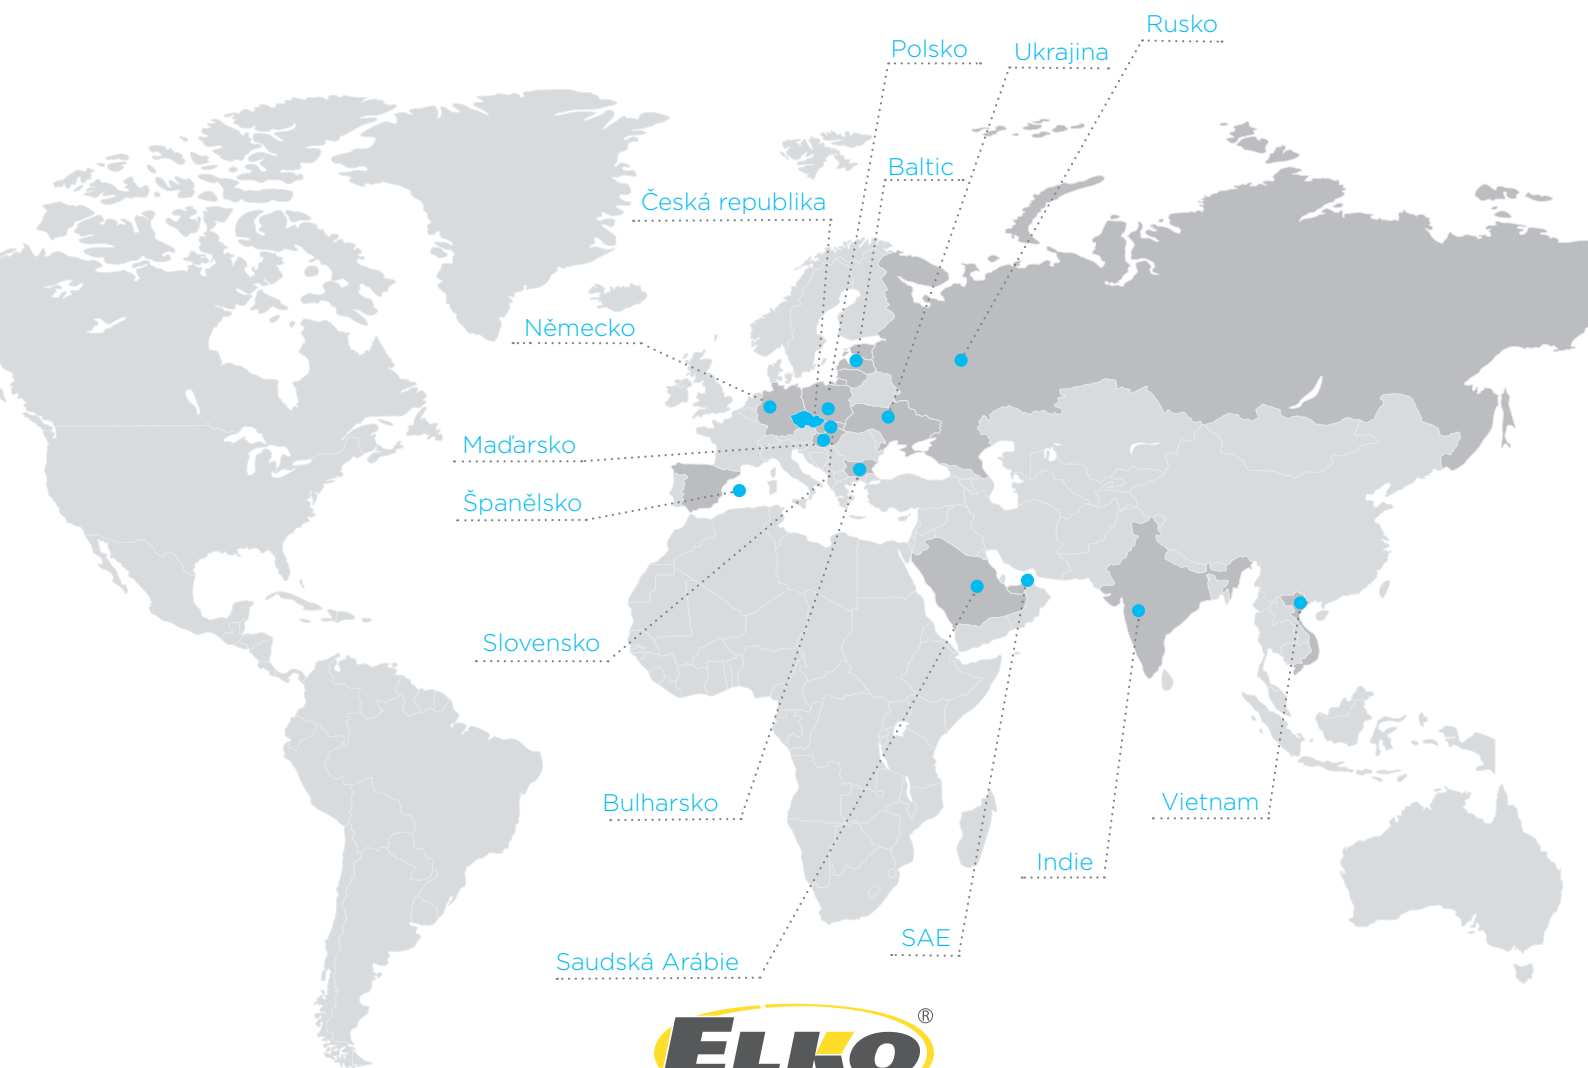 Rusko
Polsko
Ukrajina
Baltic
Česká republika
Německo
Maďarsko
Španělsko
Slovensko
Bulharsko
Vietnam
Indie
SAE
Saudská Arábie
ELKO®